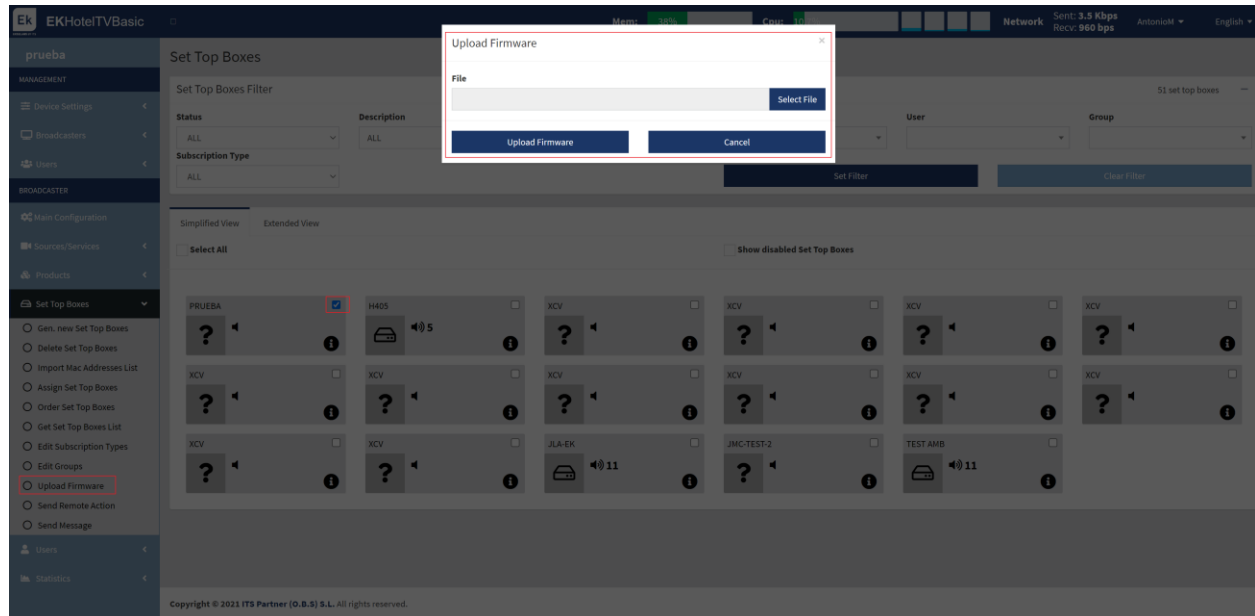 Ek EKHotelTVBasic Mem: 38% Cpu: 10 Network Sent: 3.5 Kbps AntonioM English
Recv: 960 bps
prueba
MANAGEMENT
Device Settings
Broadcasters
Users
BROADCASTER
Main Configuration
Sources/Services
Products
Set Top Boxes
Gen. new Set Top Boxes
Delete Set Top Boxes
Import Mac Addresses List
Assign Set Top Boxes
Order Set Top Boxes
Get Set Top Boxes List
Edit Subscription Types
Edit Groups
Upload Firmware
Send Remote Action
Send Message
Users
Statistics
Upload Firmware ×
File
Select File
Upload Firmware Cancel
Set Top Boxes
Set Top Boxes Filter 51 set top boxes
Status Description User Group
ALL ALL
Subscription Type
ALL Set Filter Clear Filter
Simplified View Extended View
Select All Show disabled Set Top Boxes
PRUEBA H405 XCV XCV XCV XCV
? 5 ? ? ? ?
XCV XCV XCV XCV XCV XCV
? ? ? ? ? ?
XCV XCV JLA-EK JMC-TEST-2 TEST AMB
? ? 11 ? 11
Copyright © 2021 ITS Partner (O.B.S) S.L. All rights reserved.